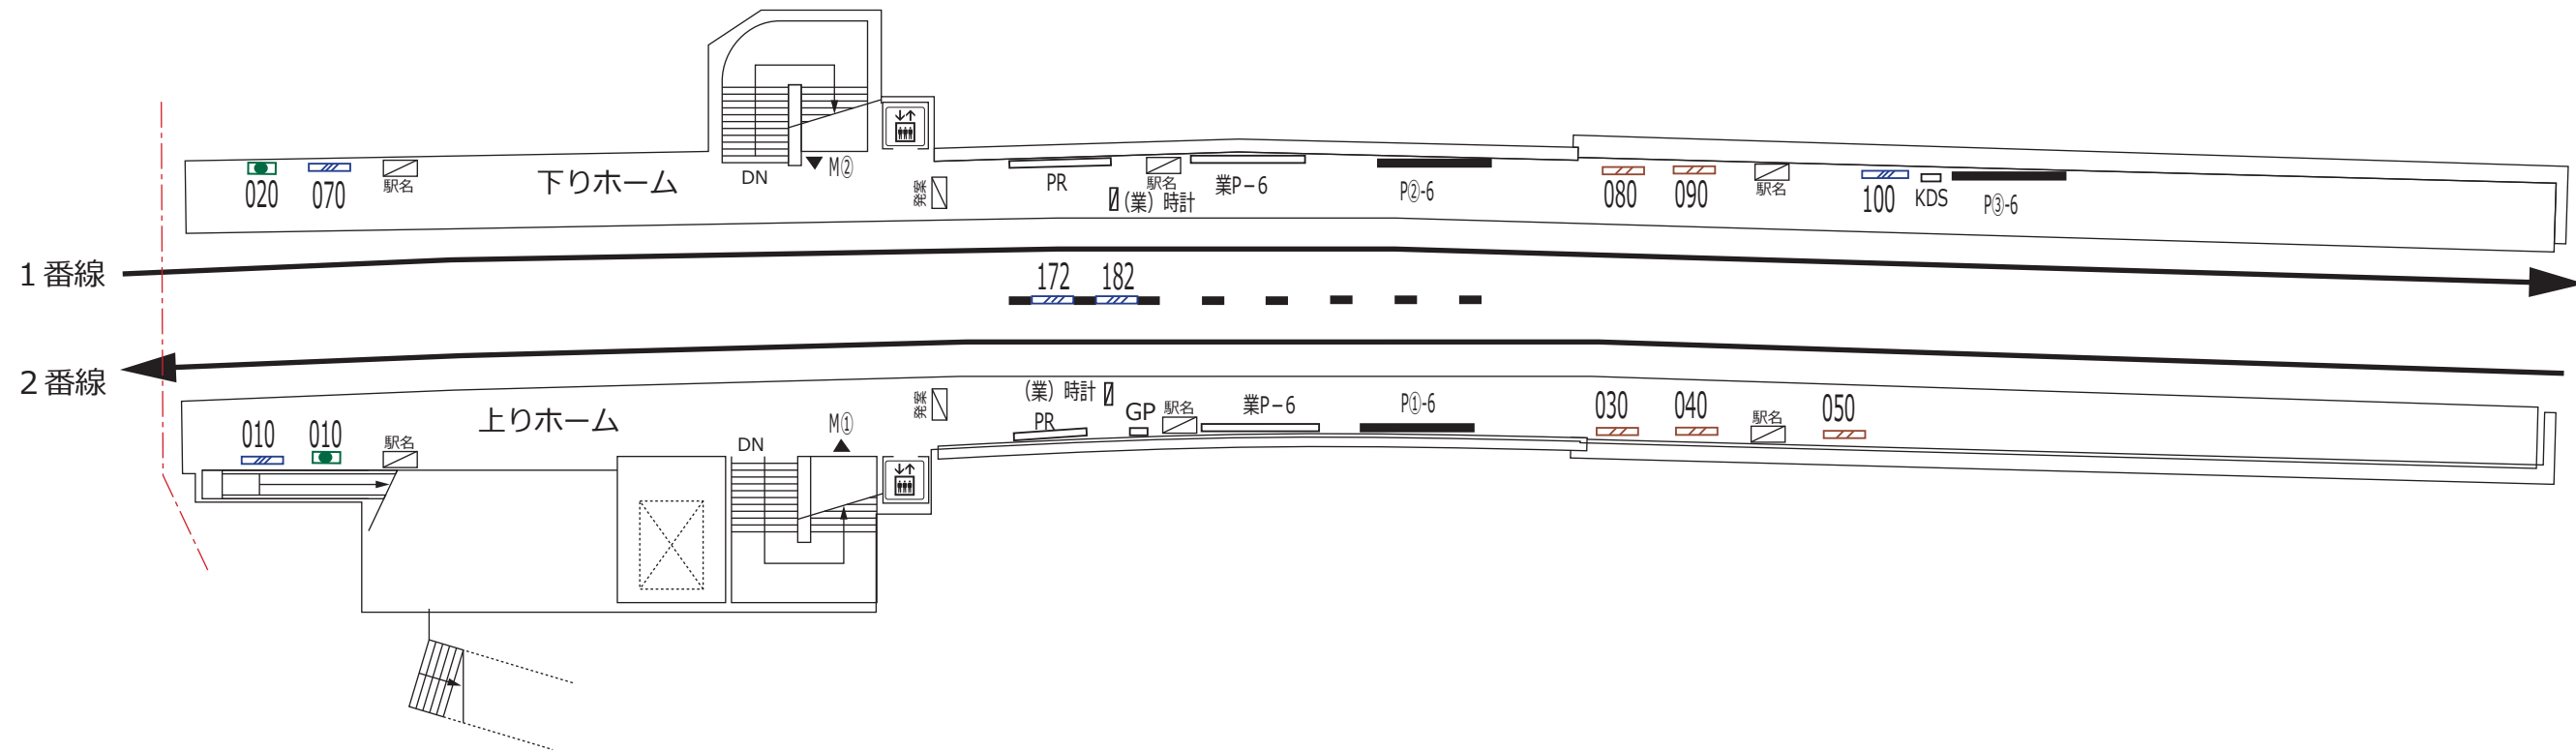 020
070
駅名
下りホーム
DN
M②
発案
PR
駅名
(業) 時計
業P−6
P②-6
080
090
駅名
100
KDS
P③-6
1番線
172
182
2番線
010
010
駅名
上りホーム
DN
M①
発案
(業) 時計
PR
GP
駅名
業P−6
P①-6
030
040
駅名
050